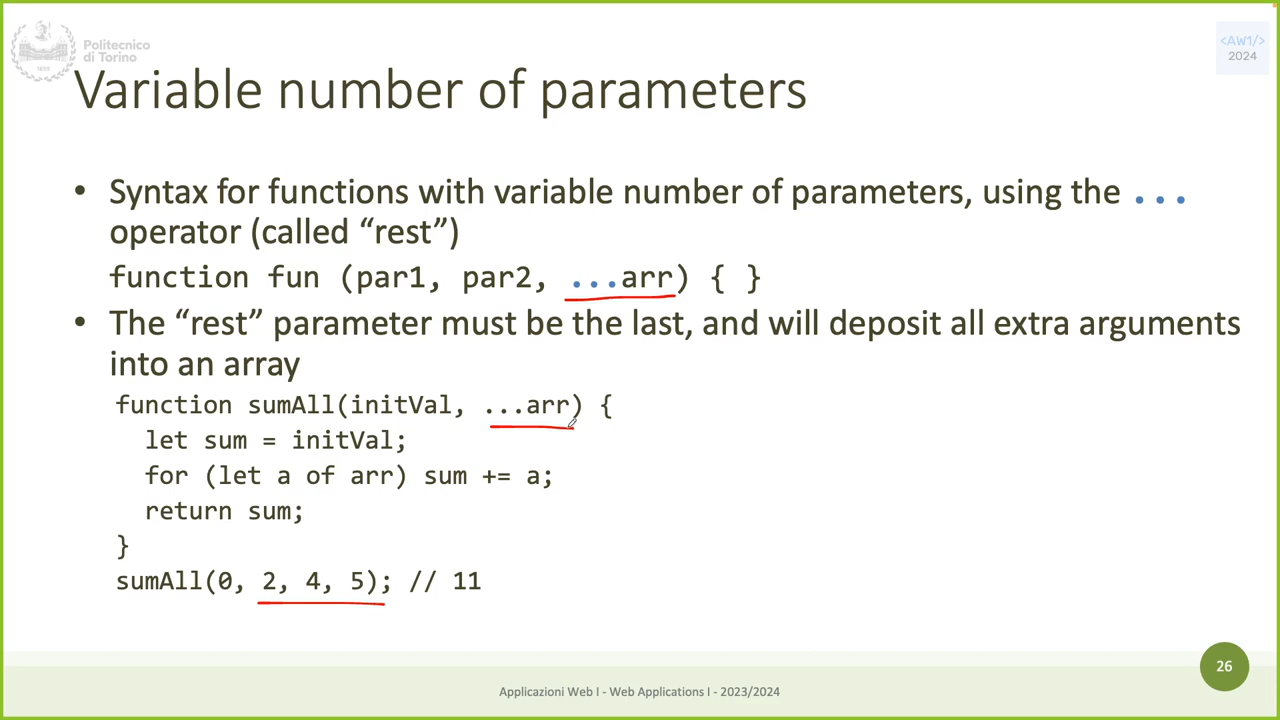 Politecnico
di Torino
1859
<AW1/>
2024
Variable number of parameters
• Syntax for functions with variable number of parameters, using the ...
operator (called “rest”)
function fun (par1, par2, ...arr) { }
• The “rest” parameter must be the last, and will deposit all extra arguments
into an array
function sumAll(initVal, ...arr) {
let sum = initVal;
for (let a of arr) sum += a;
return sum;
}
sumAll(0, 2, 4, 5); // 11
26
Applicazioni Web I - Web Applications I - 2023/2024